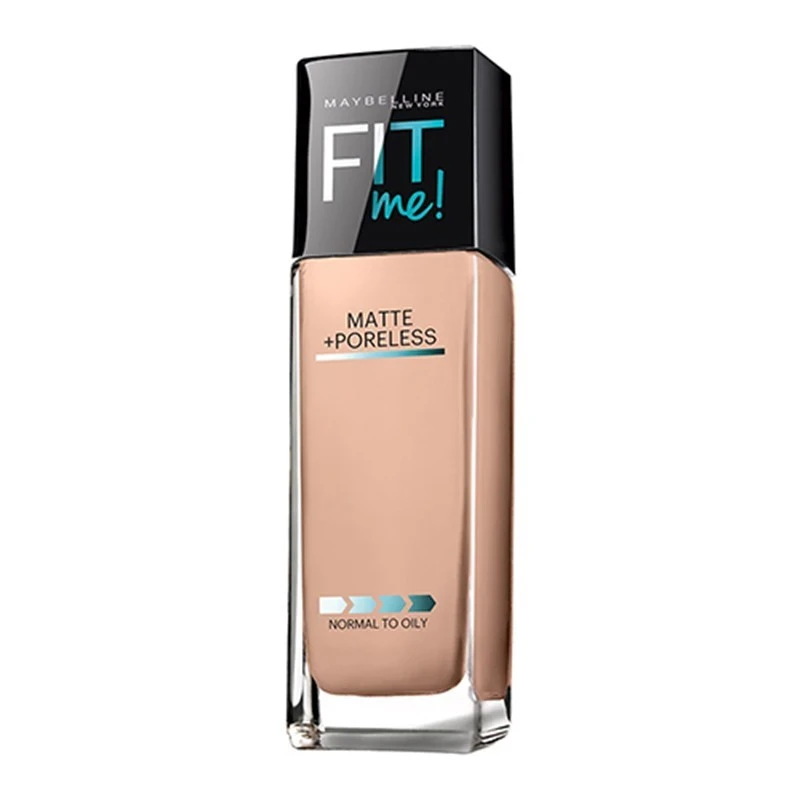 MAYBELLINE
NEW YORK
FIT
me!
MATTE
+PORELESS
NORMAL TO OILY